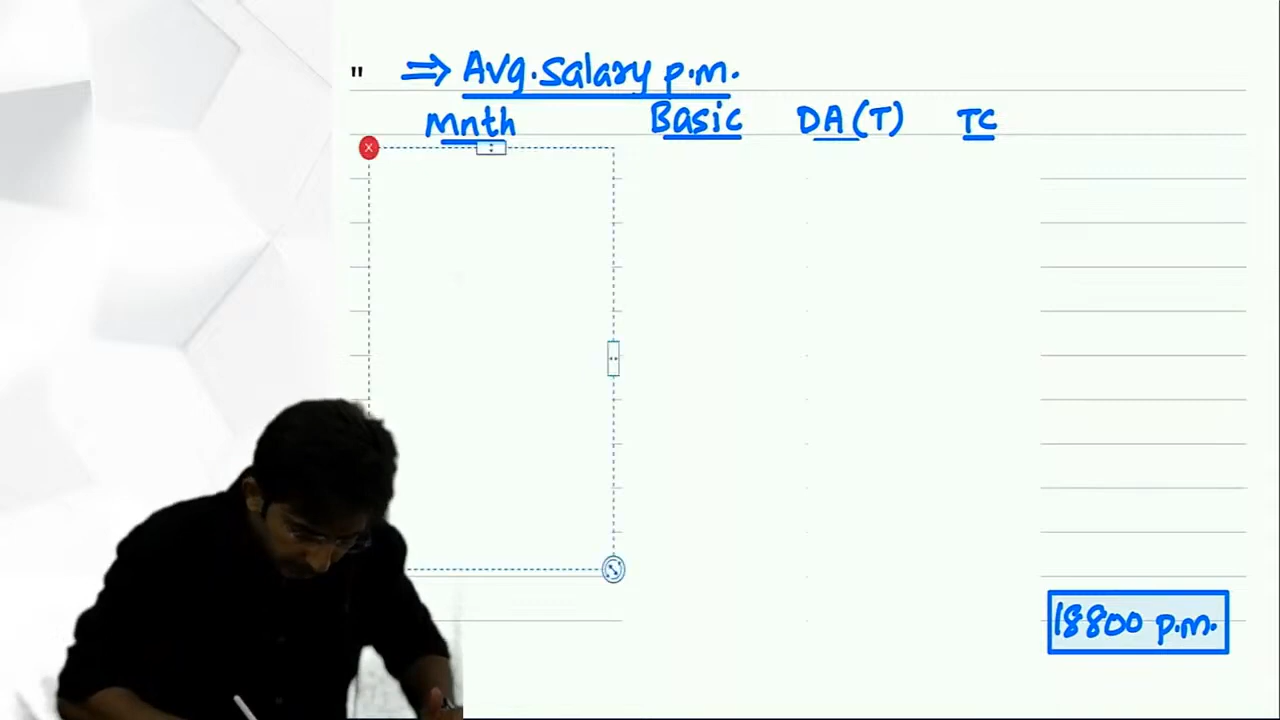 " ⇒ Avg. Salary p.m.
Mnth Basic DA (T) TC
18800 p.m.